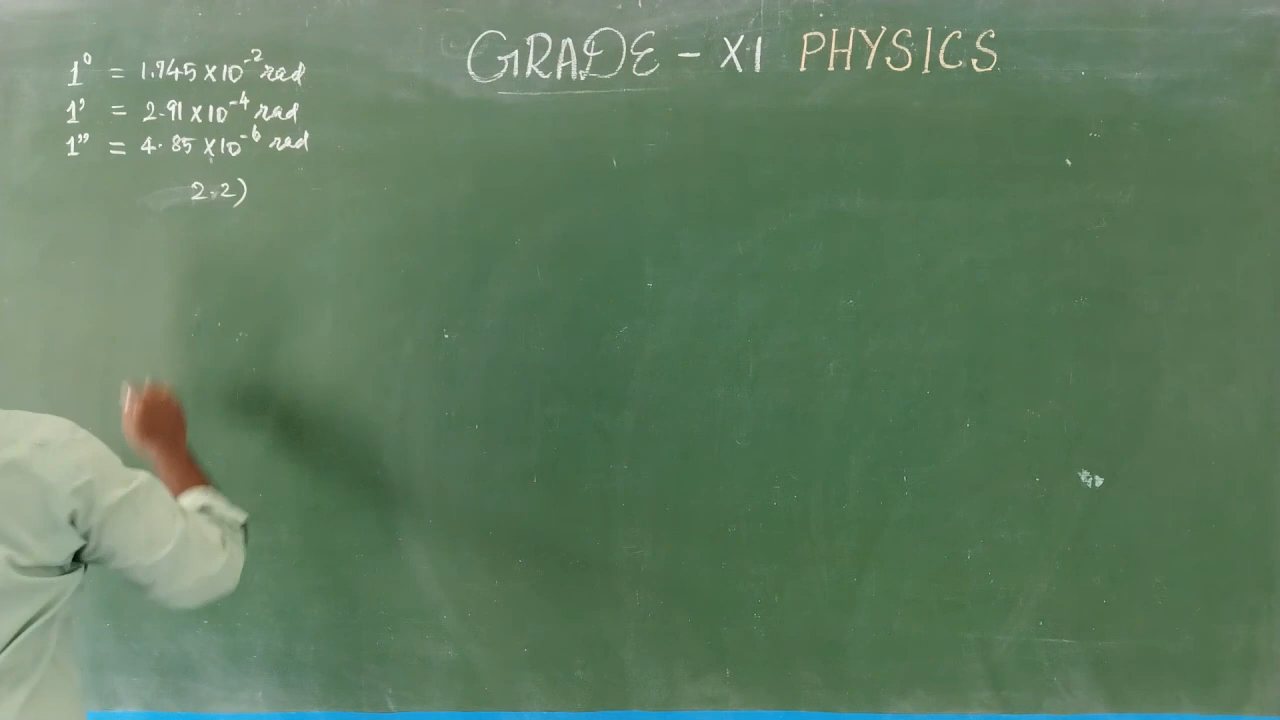 GRADE - XI PHYSICS
1° = 1.745 x 10⁻² rad
1' = 2.91 x 10⁻⁴ rad
1" = 4.85 x 10⁻⁶ rad
2.2)